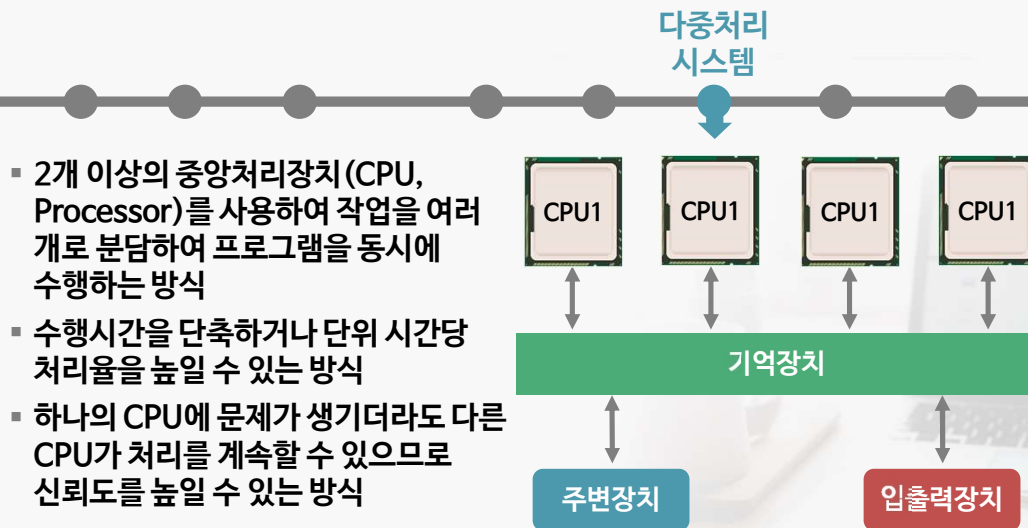 다중처리
시스템
▪ 2개 이상의 중앙처리장치(CPU,
Processor)를 사용하여 작업을 여러
개로 분담하여 프로그램을 동시에
수행하는 방식
▪ 수행시간을 단축하거나 단위 시간당
처리율을 높일 수 있는 방식
▪ 하나의 CPU에 문제가 생기더라도 다른
CPU가 처리를 계속할 수 있으므로
신뢰도를 높일 수 있는 방식
CPU1 CPU1 CPU1 CPU1
기억장치
주변장치 입출력장치